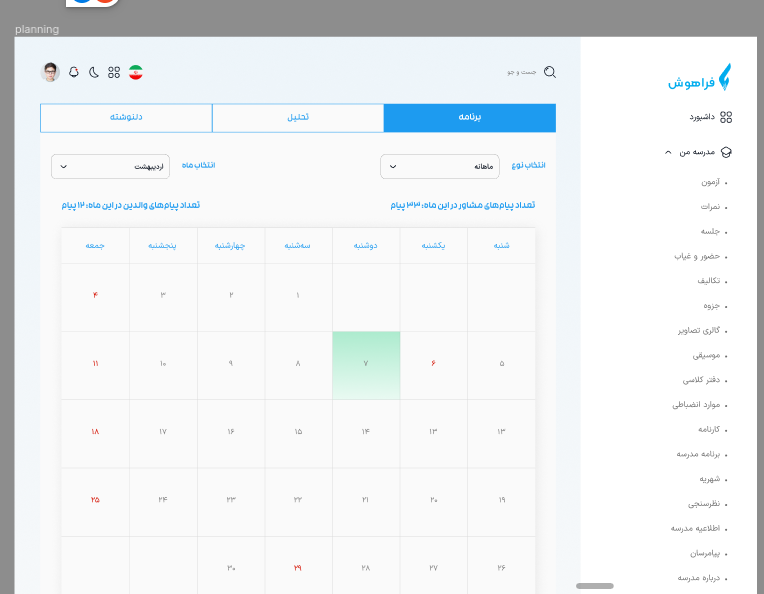 planning
فراهوش
جست و جو
داشبورد
مدرسه من
آزمون
نمرات
جلسه
حضور و غیاب
تکالیف
جزوه
گالری تصاویر
موسیقی
دفتر کلاسی
موارد انضباطی
کارنامه
برنامه مدرسه
شهریه
نظرسنجی
اطلاعیه مدرسه
پیامرسان
درباره مدرسه
برنامه تحلیل دلنوشته
انتخاب نوع ماهانه انتخاب ماه اردیبهشت
تعداد پیام‌های مشاور در این ماه: ۳۳ پیام تعداد پیام‌های والدین در این ماه: ۱۲ پیام
شنبه یکشنبه دوشنبه سه‌شنبه چهارشنبه پنجشنبه جمعه
۱ ۲ ۳ ۴
۵ ۶ ۷ ۸ ۹ ۱۰ ۱۱
۱۳ ۱۳ ۱۴ ۱۵ ۱۶ ۱۷ ۱۸
۱۹ ۲۰ ۲۱ ۲۲ ۲۳ ۲۴ ۲۵
۲۶ ۲۷ ۲۸ ۲۹ ۳۰